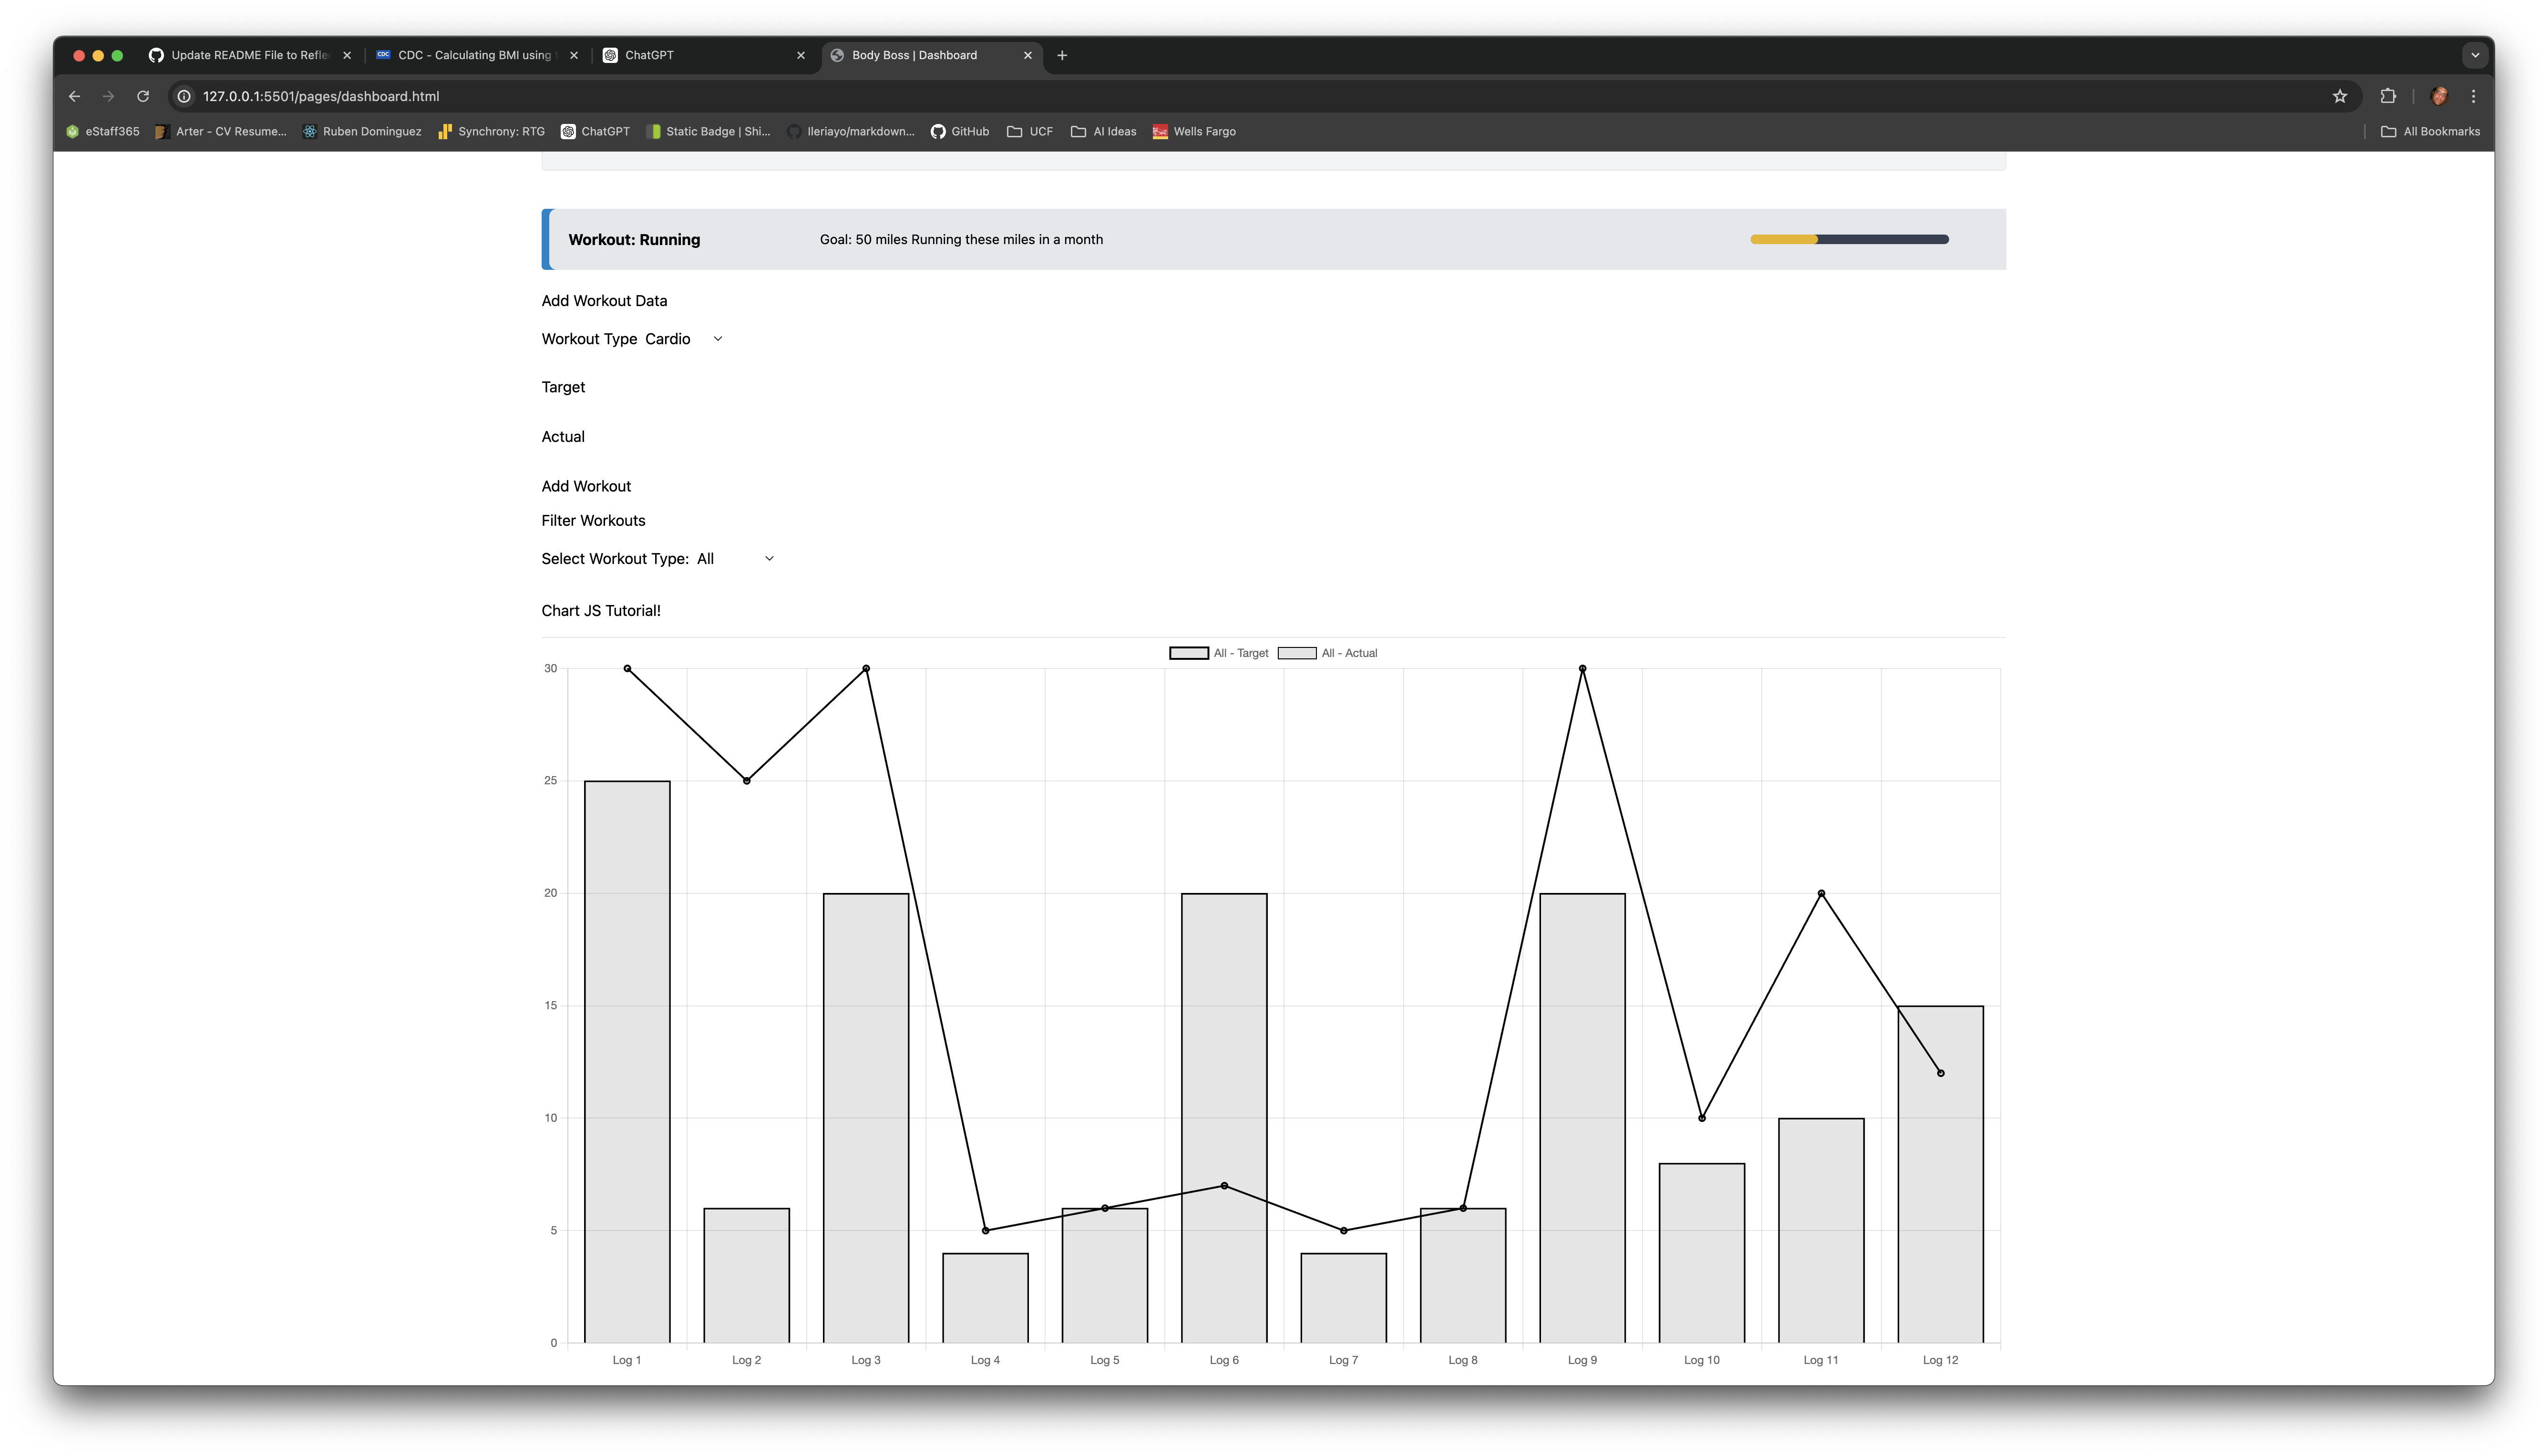 Update README File to Refle
CDC CDC - Calculating BMI using
ChatGPT
Body Boss | Dashboard
127.0.0.1:5501/pages/dashboard.html
eStaff365 Arter - CV Resume... Ruben Dominguez Synchrony: RTG ChatGPT Static Badge | Shi... Ileriayo/markdown... GitHub UCF AI Ideas Wells Fargo All Bookmarks
Workout: Running Goal: 50 miles Running these miles in a month
Add Workout Data
Workout Type Cardio
Target
Actual
Add Workout
Filter Workouts
Select Workout Type: All
Chart JS Tutorial!
All - Target All - Actual
30
25
20
15
10
5
0
Log 1 Log 2 Log 3 Log 4 Log 5 Log 6 Log 7 Log 8 Log 9 Log 10 Log 11 Log 12